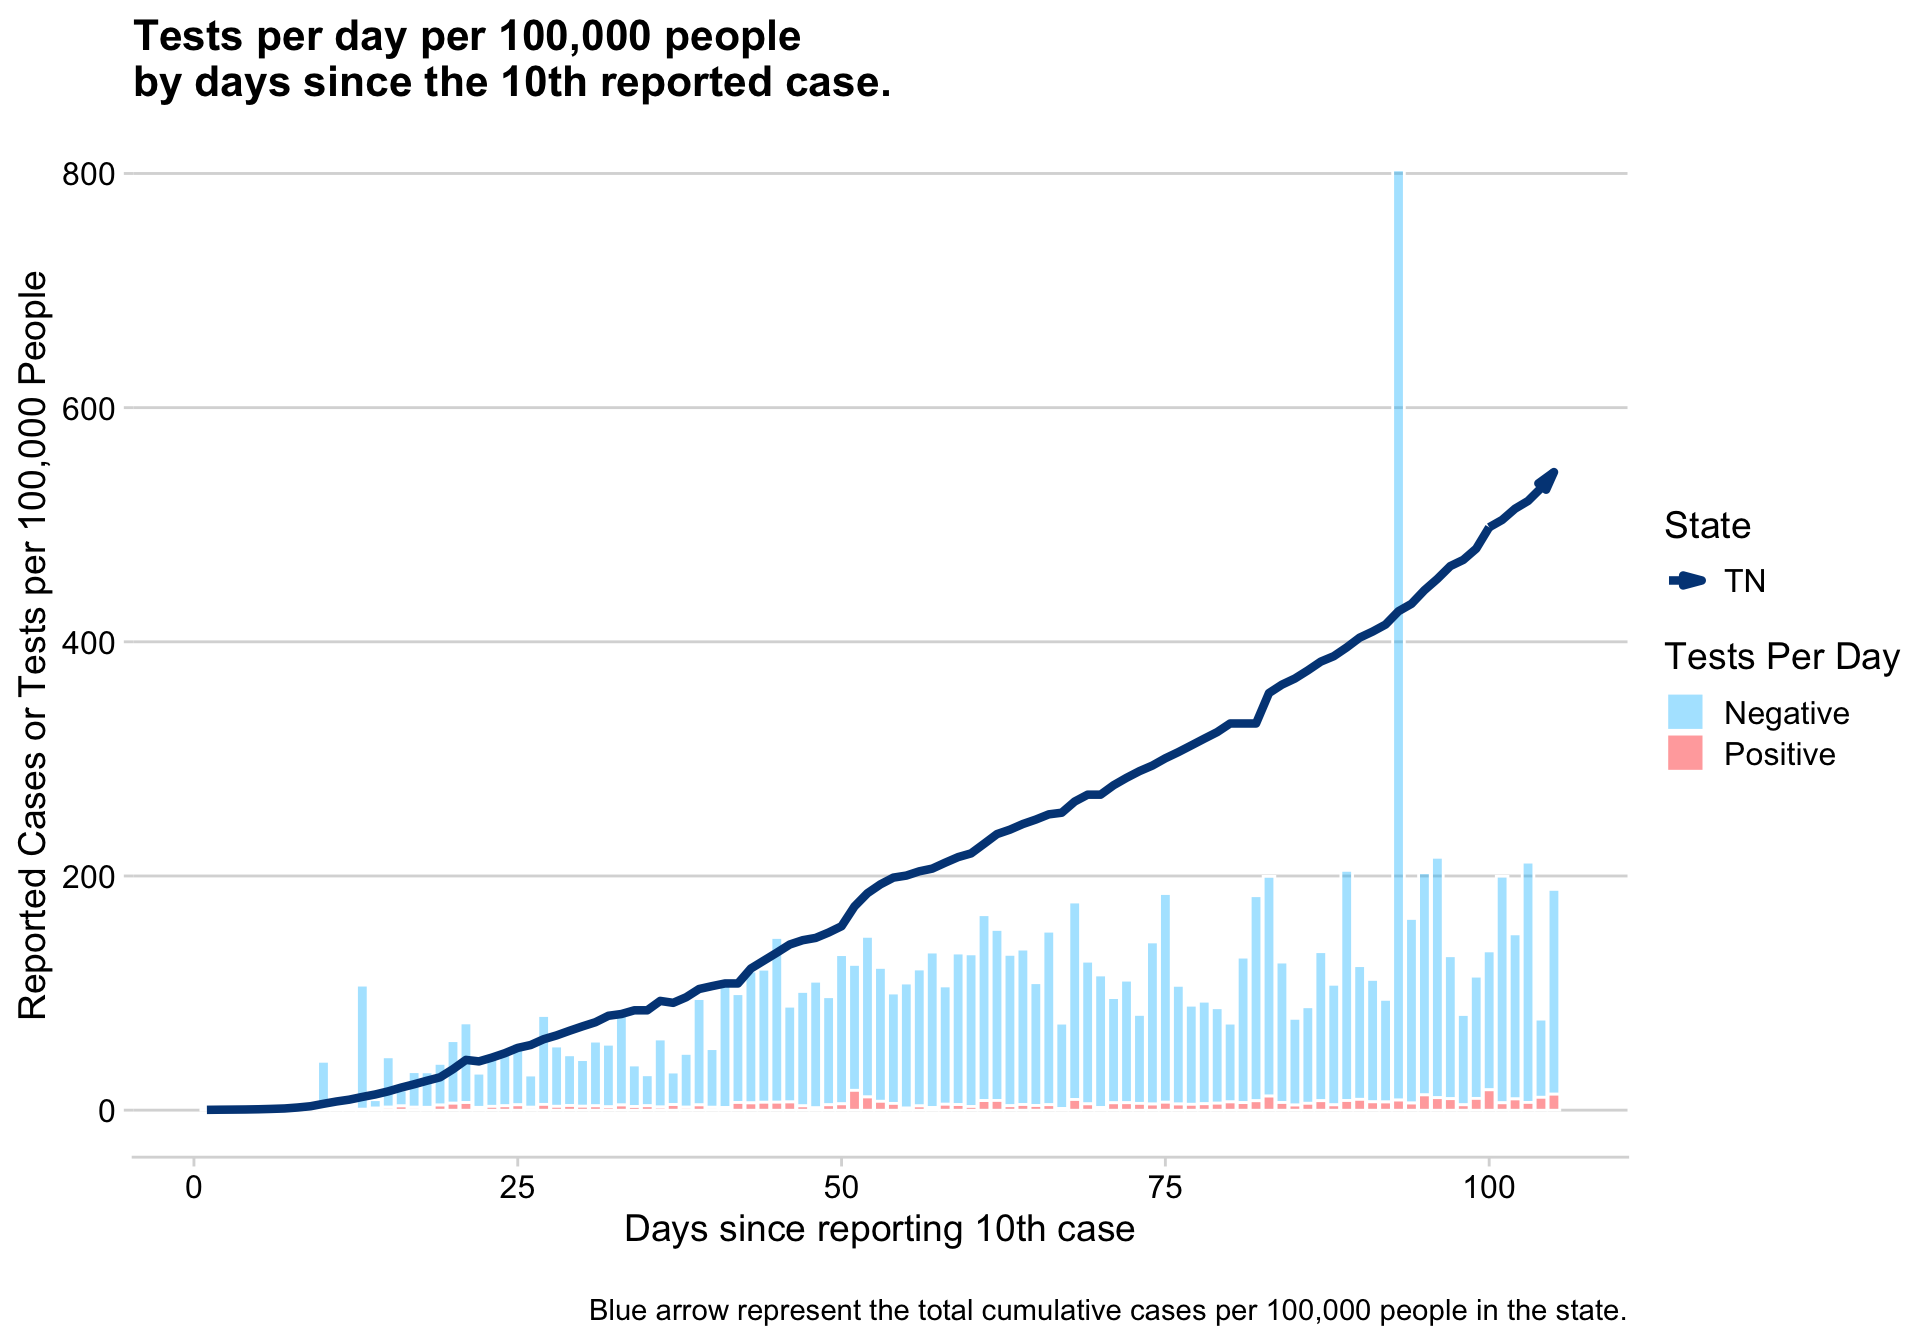 Tests per day per 100,000 people
by days since the 10th reported case.
Reported Cases or Tests per 100,000 People
800
600
400
200
0
0
25
50
75
100
Days since reporting 10th case
State
TN
Tests Per Day
Negative
Positive
Blue arrow represent the total cumulative cases per 100,000 people in the state.